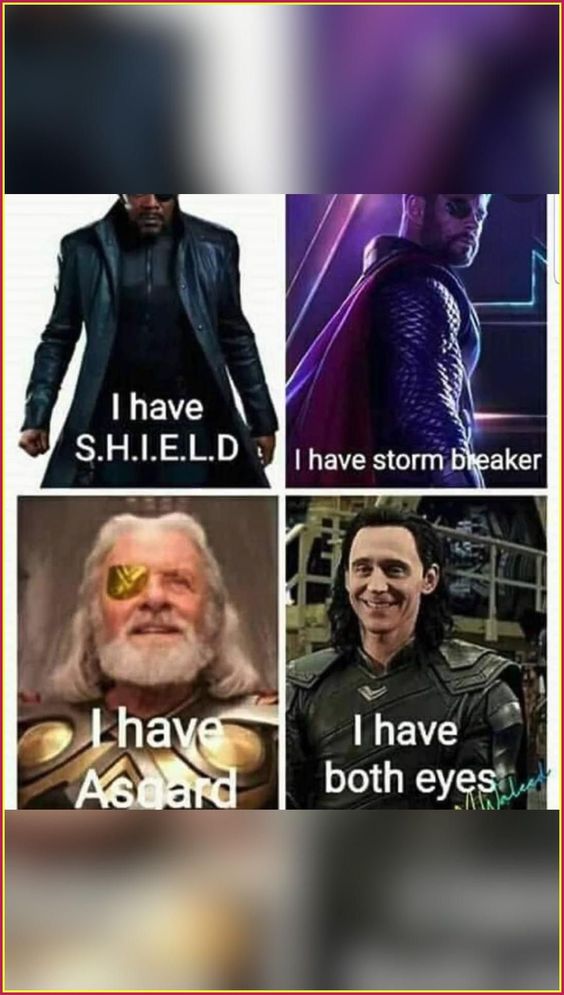 I have
S.H.I.E.L.D
I have storm breaker
I have
Asgard
I have
both eyes